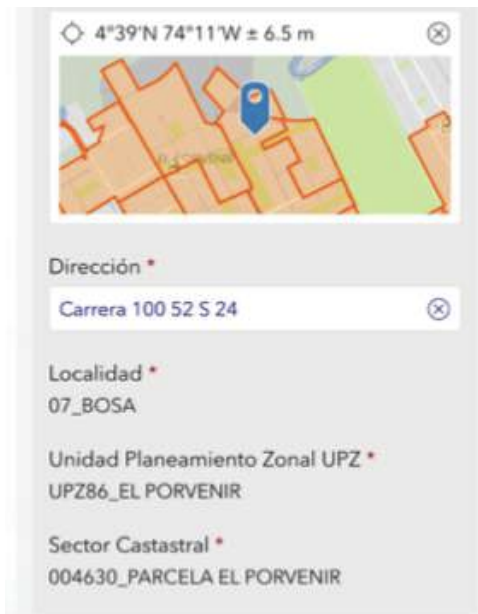 4°39'N 74°11'W ± 6.5 m
Dirección *
Carrera 100 52 S 24
Localidad *
07_BOSA
Unidad Planeamiento Zonal UPZ *
UPZ86_EL PORVENIR
Sector Castastral *
004630_PARCELA EL PORVENIR